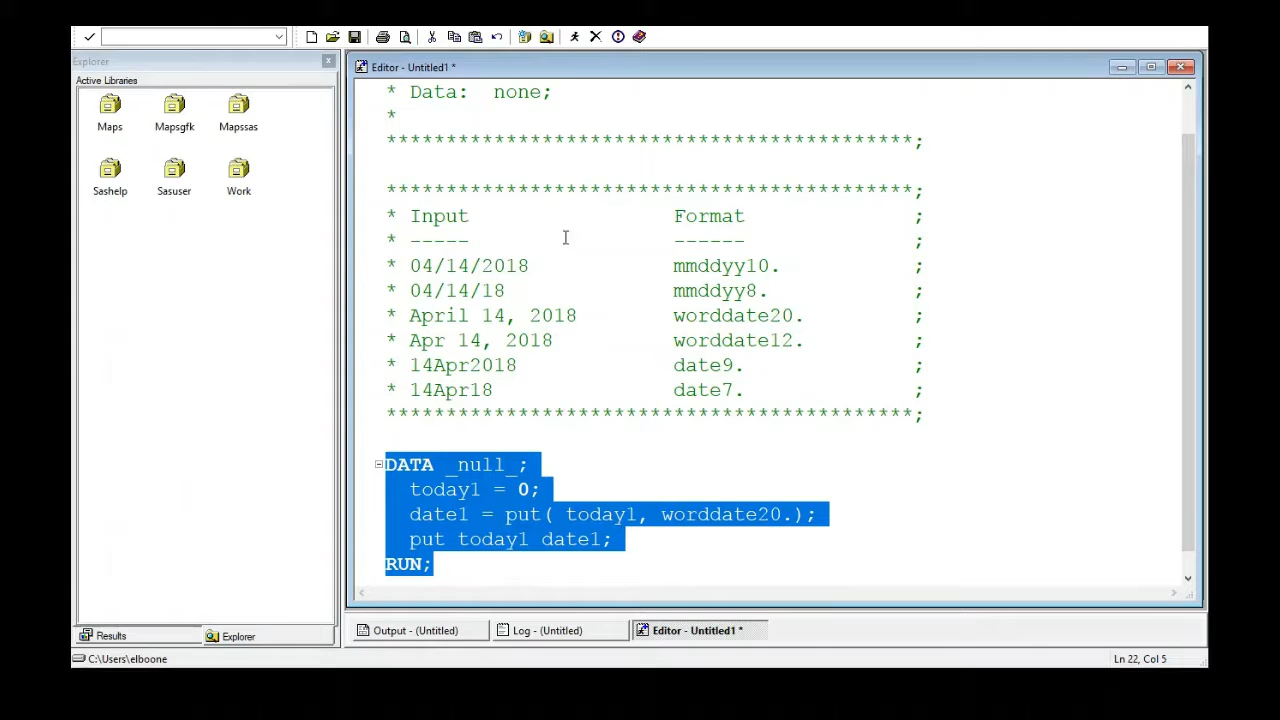 Explorer
Active Libraries
Maps
Mapsgfk
Mapssas
Sashelp
Sasuser
Work
Results
Explorer
Editor - Untitled1 *
* Data:  none;
*
********************************************;
********************************************;
* Input                 Format              ;
* -----                 ------              ;
* 04/14/2018            mmddyy10.           ;
* 04/14/18              mmddyy8.            ;
* April 14, 2018        worddate20.         ;
* Apr 14, 2018          worddate12.         ;
* 14Apr2018             date9.              ;
* 14Apr18               date7.              ;
********************************************;
DATA _null_;
today1 = 0;
date1 = put( today1, worddate20.);
put today1 date1;
RUN;
Output - (Untitled)
Log - (Untitled)
Editor - Untitled1 *
C:\Users\elboone
Ln 22, Col 5